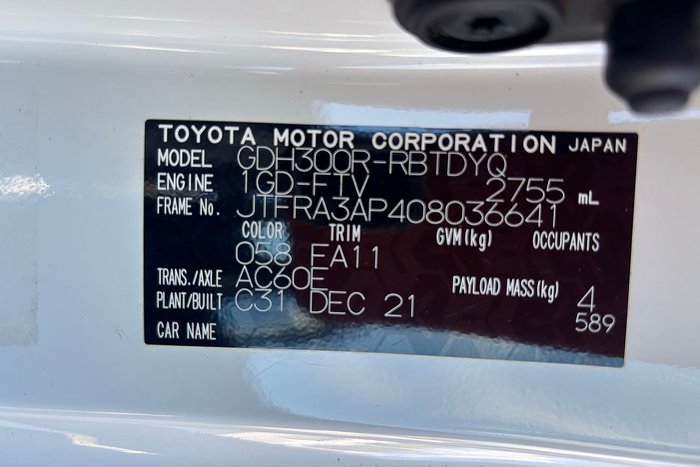 TOYOTA MOTOR CORPORATION JAPAN
MODEL GDH300R-RBTDYQ
ENGINE 1GD-FTV 2755 mL
FRAME No. JTFRA3AP408036641
COLOR TRIM GVM(kg) OCCUPANTS
058 FA11
TRANS./AXLE AC60E PAYLOAD MASS(kg) 4
PLANT/BUILT C31 DEC 21 589
CAR NAME